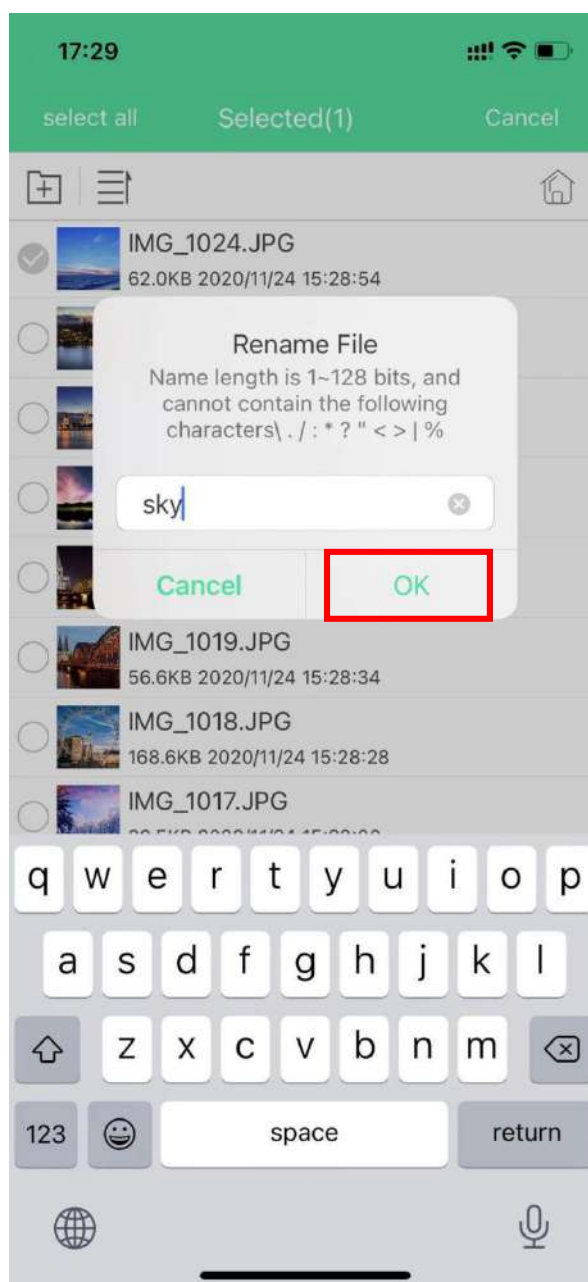 17:29
select all Selected(1) Cancel
IMG_1024.JPG
62.0KB 2020/11/24 15:28:54
Rename File
Name length is 1~128 bits, and
cannot contain the following
characters\ . / : * ? " < > | %
sky
Cancel OK
IMG_1019.JPG
56.6KB 2020/11/24 15:28:34
IMG_1018.JPG
168.6KB 2020/11/24 15:28:28
IMG_1017.JPG
q w e r t y u i o p
a s d f g h j k l
z x c v b n m
123 space return